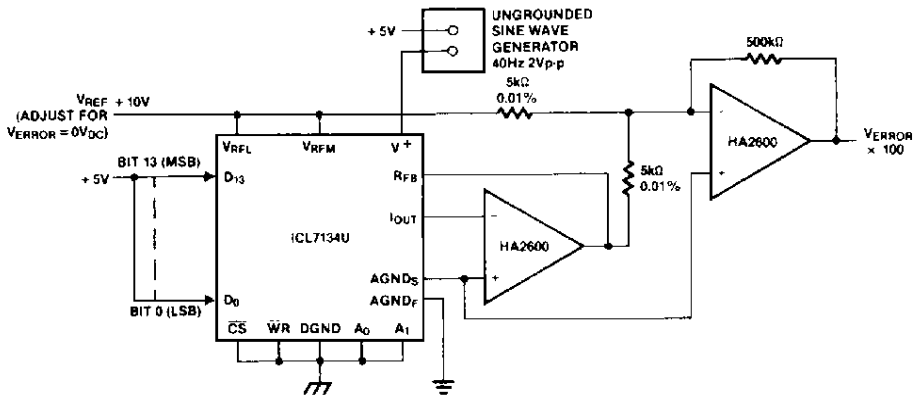 UNGROUNDED
SINE WAVE
GENERATOR
40Hz 2Vp-p
+ 5V
500kΩ
5kΩ
0.01%
VREF + 10V
(ADJUST FOR
VERROR = 0VDC)
VRFL
VRFM
V+
HA2600
VERROR
× 100
BIT 13 (MSB)
+ 5V
D13
RFB
5kΩ
0.01%
IOUT
ICL7134U
HA2600
AGNDS
D0
AGNDF
BIT 0 (LSB)
CS
WR
DGND
A0
A1